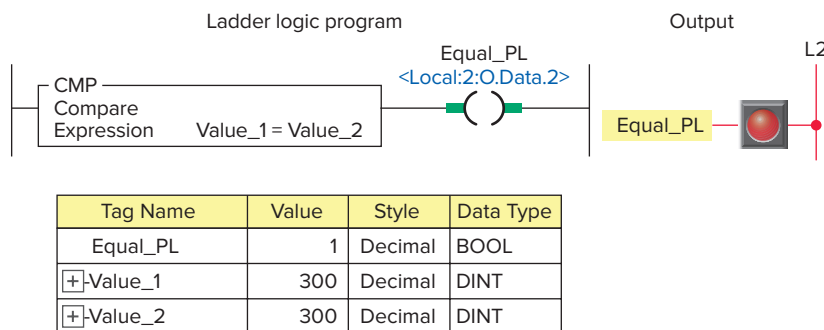 Ladder logic program
Output
Equal_PL
<Local:2:O.Data.2>
L2
CMP
Compare
Expression Value_1 = Value_2
Equal_PL
Tag Name Value Style Data Type
Equal_PL 1 Decimal BOOL
+-Value_1 300 Decimal DINT
+-Value_2 300 Decimal DINT